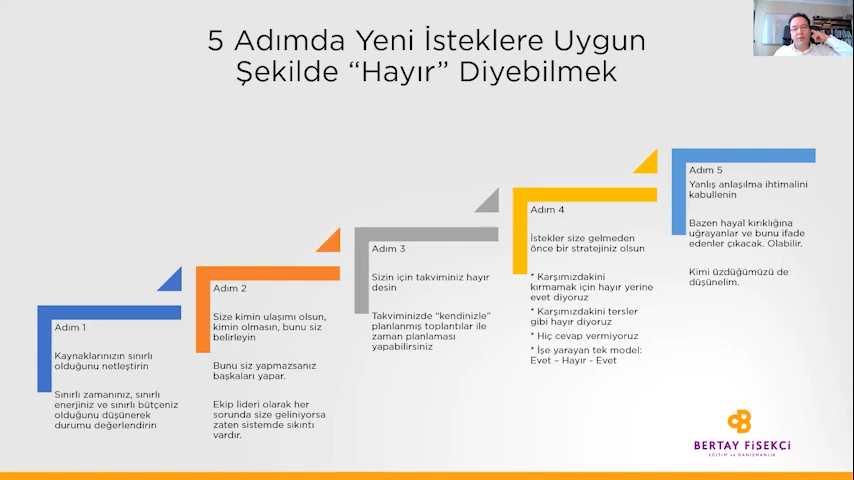 5 Adımda Yeni İsteklere Uygun
Şekilde “Hayır” Diyebilmek
Adım 1
Kaynaklarınızın sınırlı
olduğunu netleştirin
Sınırlı zamanınız, sınırlı
enerjiniz ve sınırlı bütçeniz
olduğunu düşünerek
durumu değerlendirin
Adım 2
Size kimin ulaşımı olsun,
kimin olmasın, bunu siz
belirleyin
Bunu siz yapmazsanız
başkaları yapar.
Ekip lideri olarak her
sorunda size geliniyorsa
zaten sistemde sıkıntı
vardır.
Adım 3
Sizin için takviminiz hayır
desin
Takviminizde “kendinizle”
planlanmış toplantılar ile
zaman planlaması
yapabilirsiniz
Adım 4
İstekler size gelmeden
önce bir stratejiniz olsun
* Karşımızdakini
kırmamak için hayır yerine
evet diyoruz
* Karşımızdakini tersler
gibi hayır diyoruz
* Hiç cevap vermiyoruz
* İşe yarayan tek model:
Evet – Hayır - Evet
Adım 5
Yanlış anlaşılma ihtimalini
kabullenin
Bazen hayal kırıklığına
uğrayanlar ve bunu ifade
edenler çıkacak. Olabilir.
Kimi üzdüğümüzü de
düşünelim.
BERTAY FİSEKÇİ
EĞİTİM ve DANIŞMANLIK